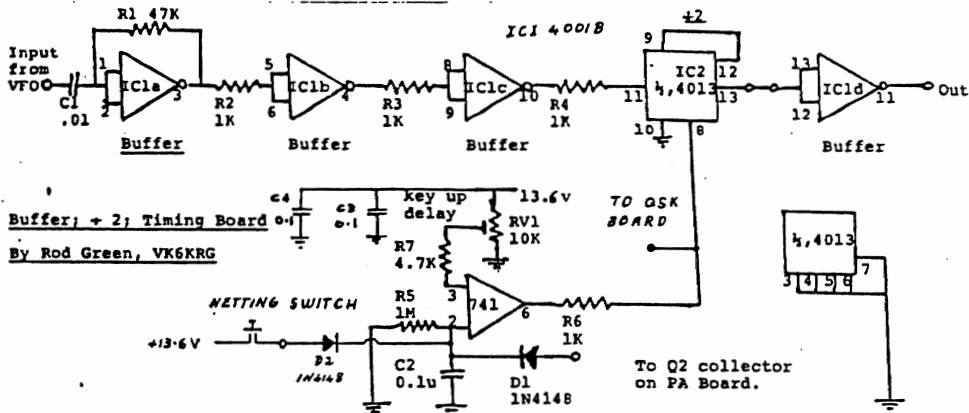 R1 47K
IC1 4001B
÷2
Input
from
VFO
1
2
IC1a
3
C1
.01
R2
1K
5
6
IC1b
4
R3
1K
8
9
IC1c
10
R4
1K
9
IC2
½,4013
12
13
11
10
8
13
12
IC1d
11
Out
Buffer
Buffer
Buffer
Buffer
13.6v
C4
0.1
C3
0.1
key up
delay
RV1
10K
TO QSK
BOARD
Buffer; ÷ 2; Timing Board
By Rod Green, VK6KRG
R7
4.7K
½,4013
3 4 5 6
7
NETTING SWITCH
R5
1M
3
2
741
6
R6
1K
+13.6V
D2
1N4148
C2
0.1u
D1
1N4148
To Q2 collector
on PA Board.